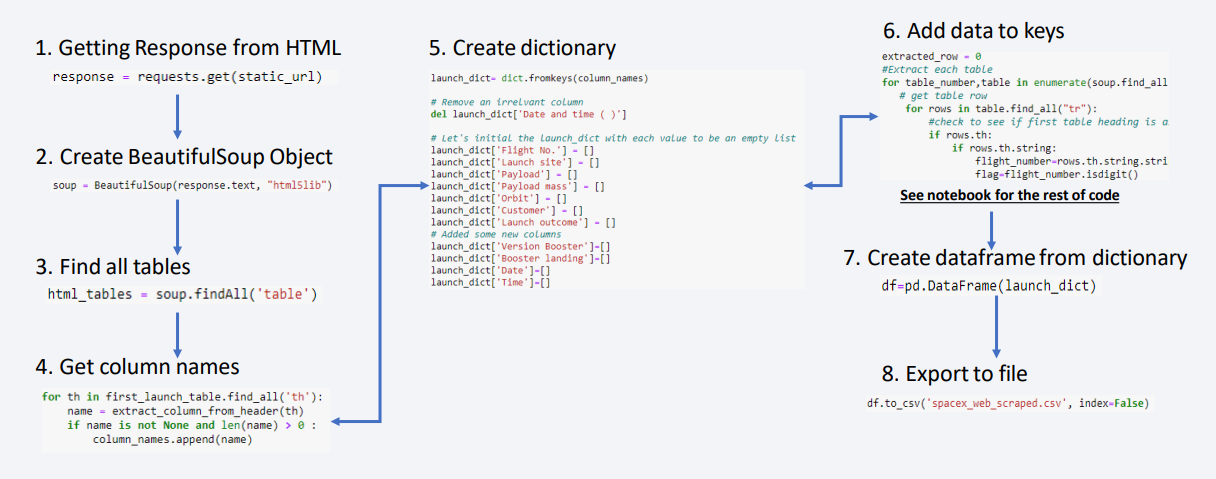 1. Getting Response from HTML
response = requests.get(static_url)
2. Create BeautifulSoup Object
soup = BeautifulSoup(response.text, "html5lib")
3. Find all tables
html_tables = soup.findAll('table')
4. Get column names
for th in first_launch_table.find_all('th'):
name = extract_column_from_header(th)
if name is not None and len(name) > 0 :
column_names.append(name)
5. Create dictionary
launch_dict= dict.fromkeys(column_names)
# Remove an irrelvant column
del launch_dict['Date and time ( )']
# Let's initial the launch_dict with each value to be an empty list
launch_dict['Flight No.'] = []
launch_dict['Launch site'] = []
launch_dict['Payload'] = []
launch_dict['Payload mass'] = []
launch_dict['Orbit'] = []
launch_dict['Customer'] = []
launch_dict['Launch outcome'] = []
# Added some new columns
launch_dict['Version Booster']=[]
launch_dict['Booster landing']=[]
launch_dict['Date']=[]
launch_dict['Time']=[]
6. Add data to keys
extracted_row = 0
#Extract each table
for table_number,table in enumerate(soup.find_all
# get table row
for rows in table.find_all("tr"):
#check to see if first table heading is a
if rows.th:
if rows.th.string:
flight_number=rows.th.string.stri
flag=flight_number.isdigit()
See notebook for the rest of code
7. Create dataframe from dictionary
df=pd.DataFrame(launch_dict)
8. Export to file
df.to_csv('spacex_web_scraped.csv', index=False)